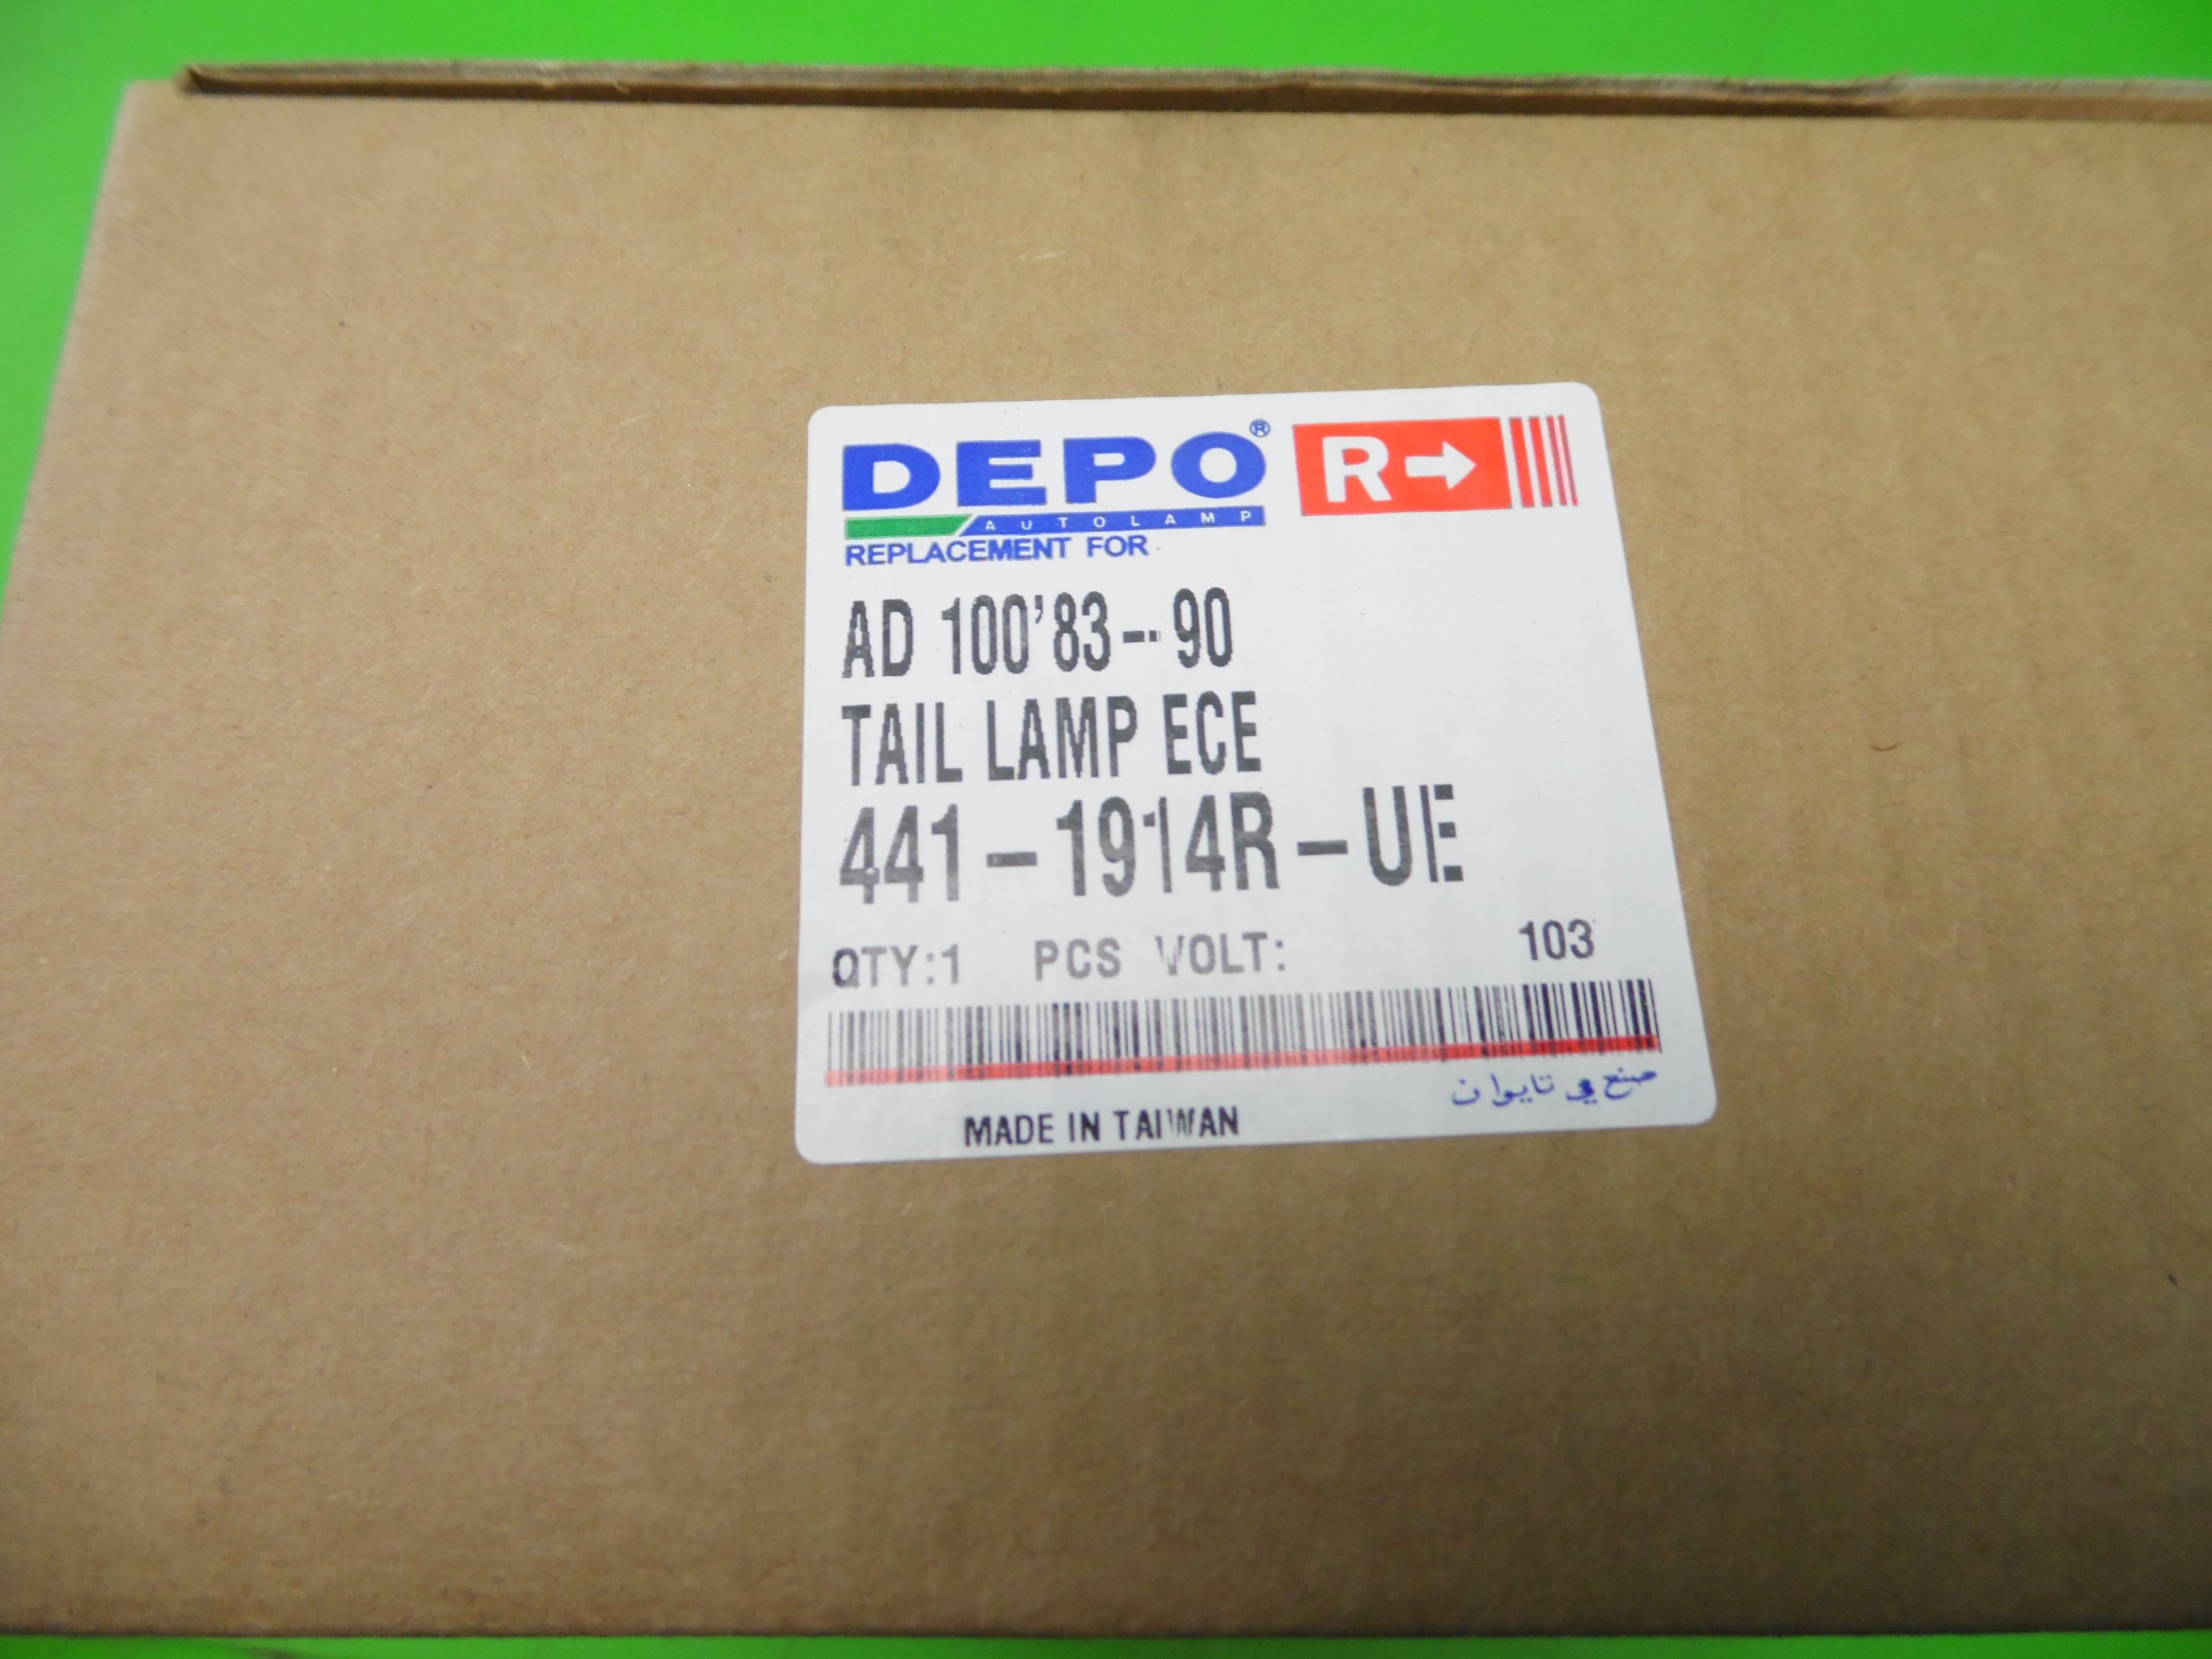 DEPO® R→
AUTOLAMP
REPLACEMENT FOR
AD 100'83-- 90
TAIL LAMP ECE
441-1914R-UE
QTY:1 PCS VOLT: 103
صنع في تايوان
MADE IN TAIWAN